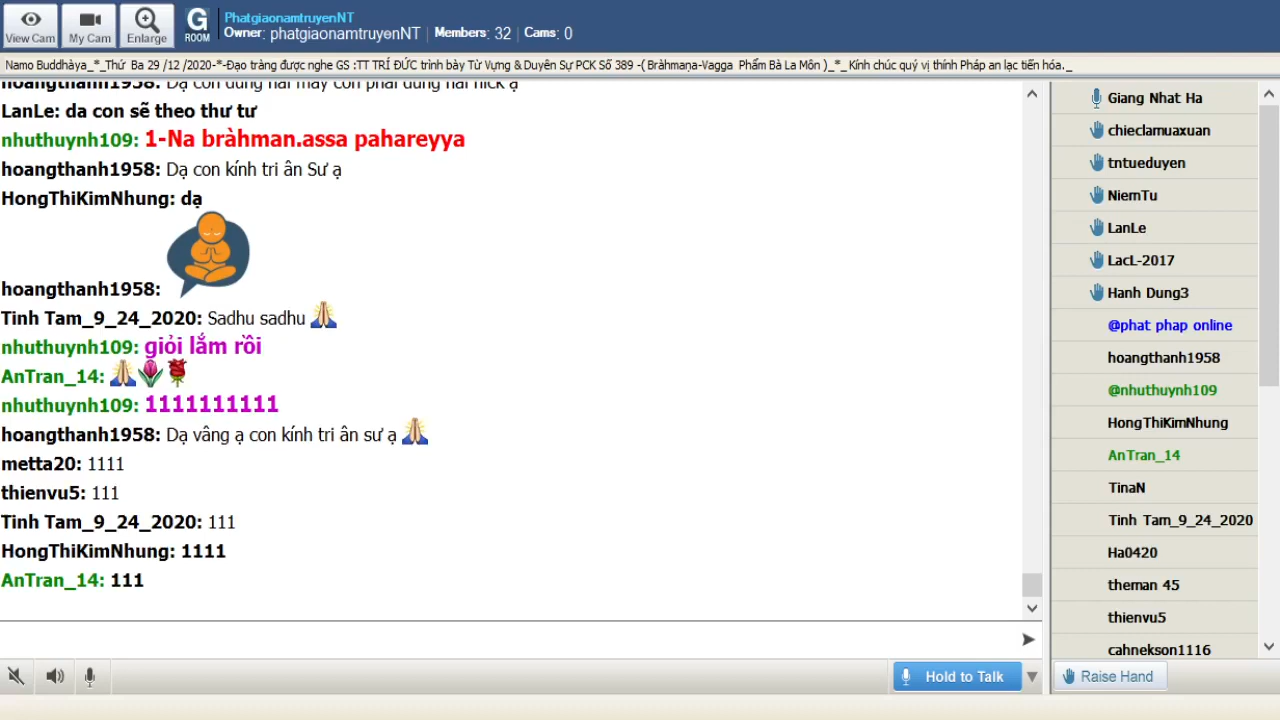 View Cam
My Cam
Enlarge
G
ROOM
PhatgiaonamtruyenNT
Owner: phatgiaonamtruyenNT | Members: 32 | Cams: 0
Namo Buddhàya_*_Thứ Ba 29 /12 /2020-*-Đạo tràng được nghe GS :TT TRÍ ĐỨC trình bày Từ Vựng & Duyên Sự PCK Số 389 -( Bràhmaṇa-Vagga Phẩm Bà La Môn )_*_ Kính chúc quý vị thính Pháp an lạc tiến hóa._
LanLe: da con sẽ theo thư tư
nhuthuynh109: 1-Na bràhman.assa pahareyya
hoangthanh1958: Dạ con kính tri ân Sư ạ
HongThiKimNhung: dạ
hoangthanh1958:
Tinh Tam_9_24_2020: Sadhu sadhu
nhuthuynh109: giỏi lắm rồi
AnTran_14:
nhuthuynh109: 1111111111
hoangthanh1958: Dạ vâng ạ con kính tri ân sư ạ
metta20: 1111
thienvu5: 111
Tinh Tam_9_24_2020: 111
HongThiKimNhung: 1111
AnTran_14: 111
Hold to Talk
Giang Nhat Ha
chieclamuaxuan
tntueduyen
NiemTu
LanLe
LacL-2017
Hanh Dung3
@phat phap online
hoangthanh1958
@nhuthuynh109
HongThiKimNhung
AnTran_14
TinaN
Tinh Tam_9_24_2020
Ha0420
theman 45
thienvu5
cahnekson1116
Raise Hand